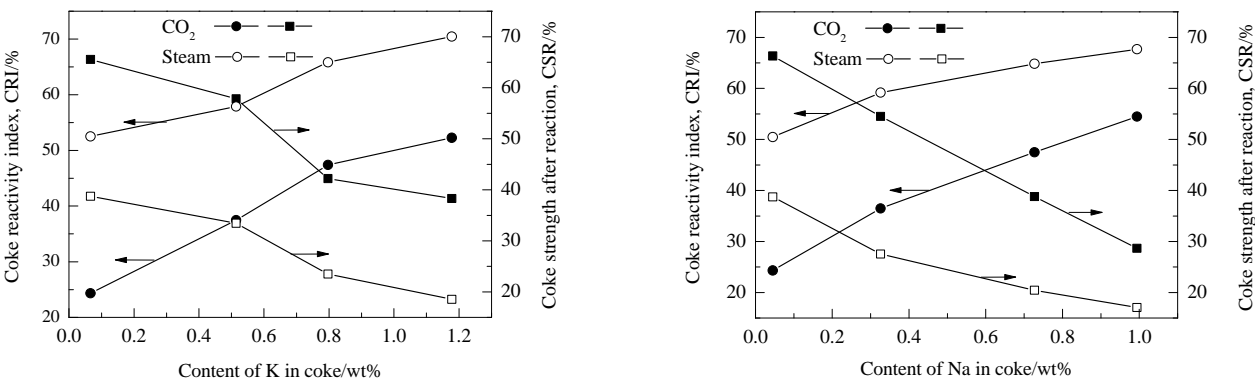 CO2
Steam
Coke reactivity index, CRI/%
70
60
50
40
30
20
70
60
50
40
30
20
Coke strength after reaction, CSR/%
0.0 0.2 0.4 0.6 0.8 1.0 1.2
Content of K in coke/wt%
CO2
Steam
Coke reactivity index, CRI/%
70
60
50
40
30
20
70
60
50
40
30
20
Coke strength after reaction, CSR/%
0.0 0.2 0.4 0.6 0.8 1.0
Content of Na in coke/wt%